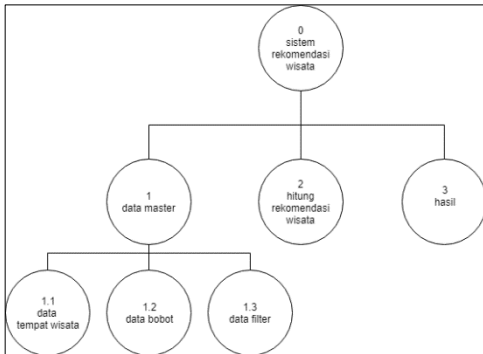 0
sistem
rekomendasi
wisata
1
data master
2
hitung
rekomendasi
wisata
3
hasil
1.1
data
tempat wisata
1.2
data bobot
1.3
data filter